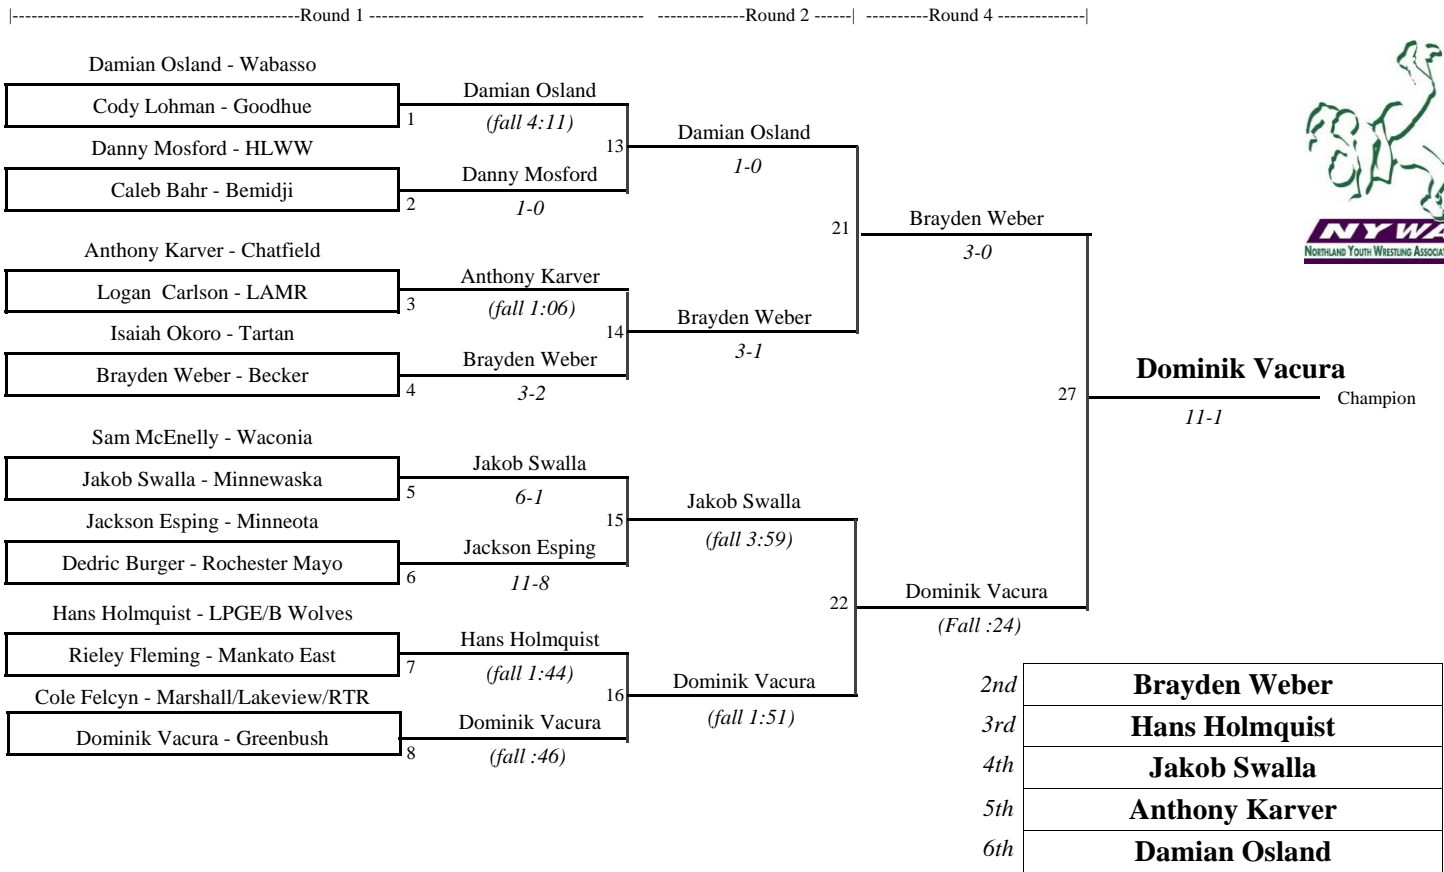 |----------------------------------------------Round 1 --------------------------------------------
--------------Round 2 ------|
----------Round 4 --------------|
Damian Osland - Wabasso
Cody Lohman - Goodhue
1
Damian Osland
(fall 4:11)
Danny Mosford - HLWW
Caleb Bahr - Bemidji
2
Danny Mosford
1-0
13
Damian Osland
1-0
Anthony Karver - Chatfield
Logan  Carlson - LAMR
3
Anthony Karver
(fall 1:06)
Isaiah Okoro - Tartan
Brayden Weber - Becker
4
Brayden Weber
3-2
14
Brayden Weber
3-1
21
Brayden Weber
3-0
Sam McEnelly - Waconia
Jakob Swalla - Minnewaska
5
Jakob Swalla
6-1
Jackson Esping - Minneota
Dedric Burger - Rochester Mayo
6
Jackson Esping
11-8
15
Jakob Swalla
(fall 3:59)
Hans Holmquist - LPGE/B Wolves
Rieley Fleming - Mankato East
7
Hans Holmquist
(fall 1:44)
Cole Felcyn - Marshall/Lakeview/RTR
Dominik Vacura - Greenbush
8
Dominik Vacura
(fall :46)
16
Dominik Vacura
(fall 1:51)
22
Dominik Vacura
(Fall :24)
27
Dominik Vacura
Champion
11-1
NYWA
NORTHLAND YOUTH WRESTLING ASSOCIAT
2nd Brayden Weber
3rd Hans Holmquist
4th Jakob Swalla
5th Anthony Karver
6th Damian Osland